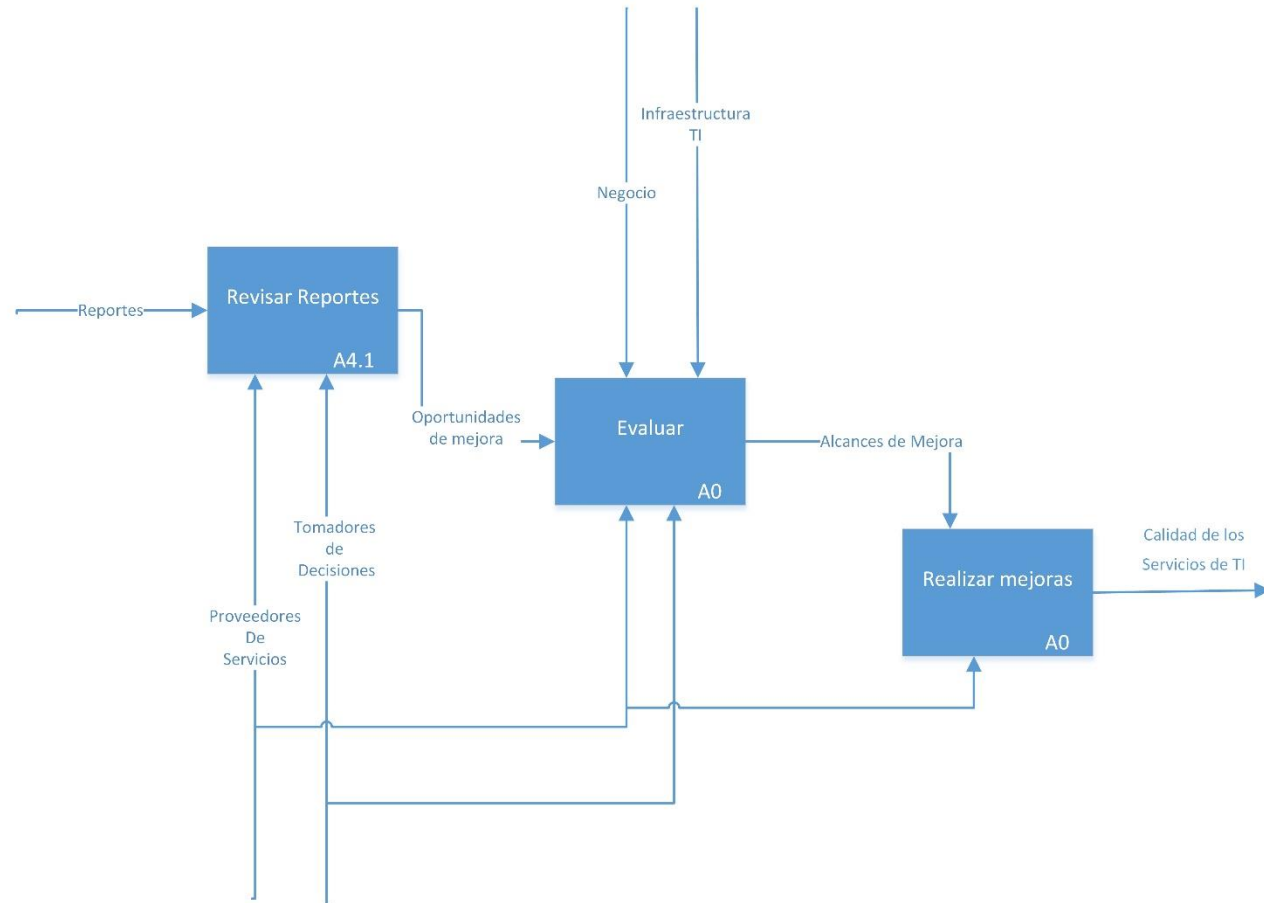 Infraestructura
TI
Negocio
Revisar Reportes
Reportes
A4.1
Oportunidades
de mejora
Evaluar
Alcances de Mejora
A0
Tomadores
de
Decisiones
Calidad de los
Servicios de TI
Realizar mejoras
A0
Proveedores
De
Servicios